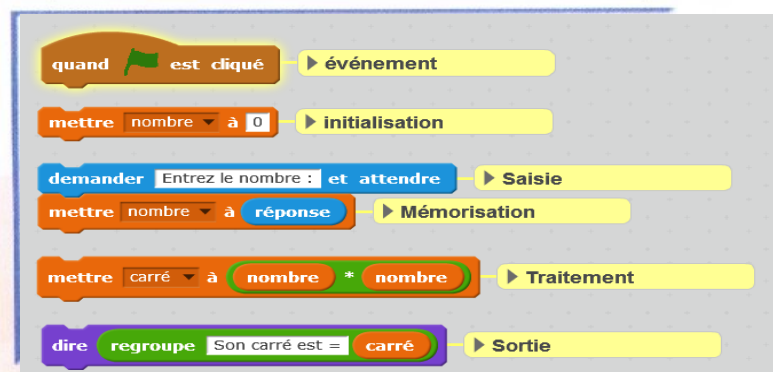 quand est cliqué événement
mettre nombre à 0 initialisation
demander Entrez le nombre : et attendre Saisie
mettre nombre à réponse Mémorisation
mettre carré à nombre * nombre Traitement
dire regroupe Son carré est = carré Sortie